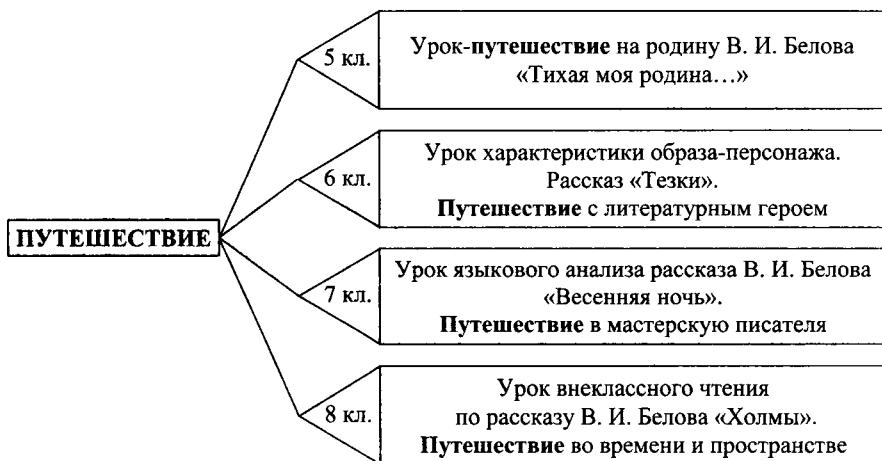 5 кл.
Урок-путешествие на родину В. И. Белова
«Тихая моя родина...»
6 кл.
Урок характеристики образа-персонажа.
Рассказ «Тезки».
Путешествие с литературным героем
ПУТЕШЕСТВИЕ
7 кл.
Урок языкового анализа рассказа В. И. Белова
«Весенняя ночь».
Путешествие в мастерскую писателя
8 кл.
Урок внеклассного чтения
по рассказу В. И. Белова «Холмы».
Путешествие во времени и пространстве